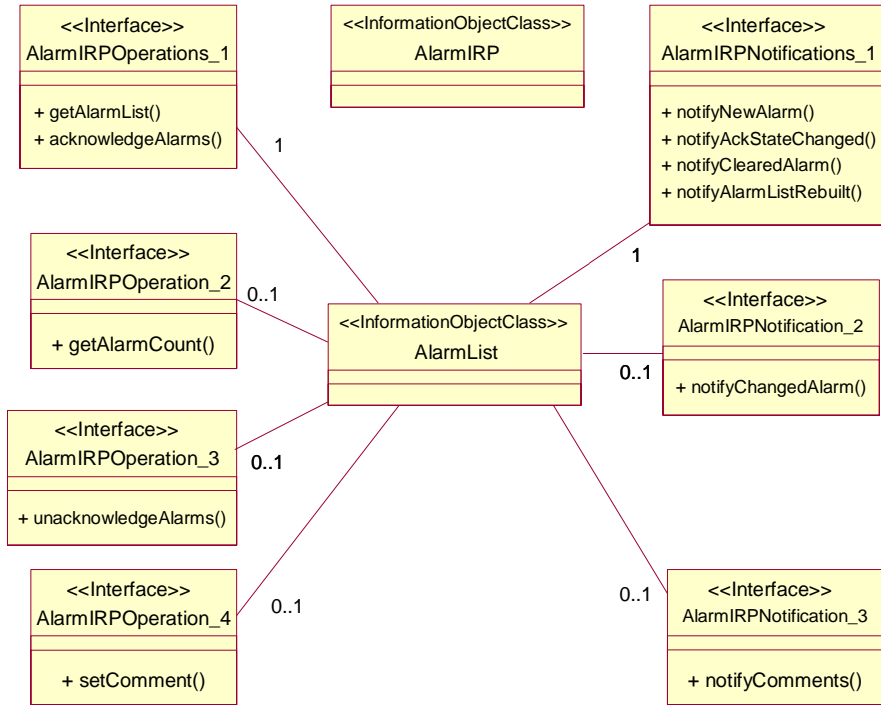 <<Interface>>
AlarmIRPOperations_1
+ getAlarmList()
+ acknowledgeAlarms()
<<InformationObjectClass>>
AlarmIRP
<<Interface>>
AlarmIRPNotifications_1
+ notifyNewAlarm()
+ notifyAckStateChanged()
+ notifyClearedAlarm()
+ notifyAlarmListRebuilt()
1
1
<<Interface>>
AlarmIRPOperation_2
+ getAlarmCount()
0..1
<<InformationObjectClass>>
AlarmList
<<Interface>>
AlarmIRPNotification_2
+ notifyChangedAlarm()
0..1
<<Interface>>
AlarmIRPOperation_3
+ unacknowledgeAlarms()
0..1
<<Interface>>
AlarmIRPOperation_4
+ setComment()
0..1
0..1
<<Interface>>
AlarmIRPNotification_3
+ notifyComments()